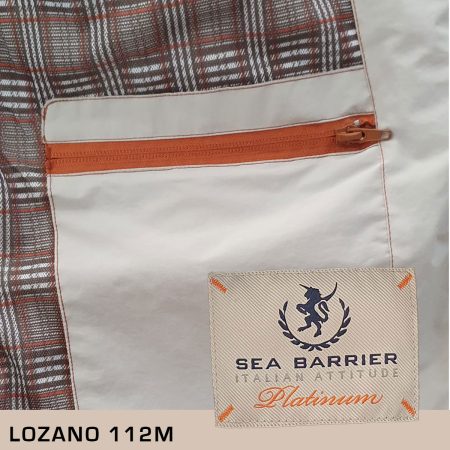 SEA BARRIER
ITALIAN ATTITUDE
Platinum
LOZANO 112M